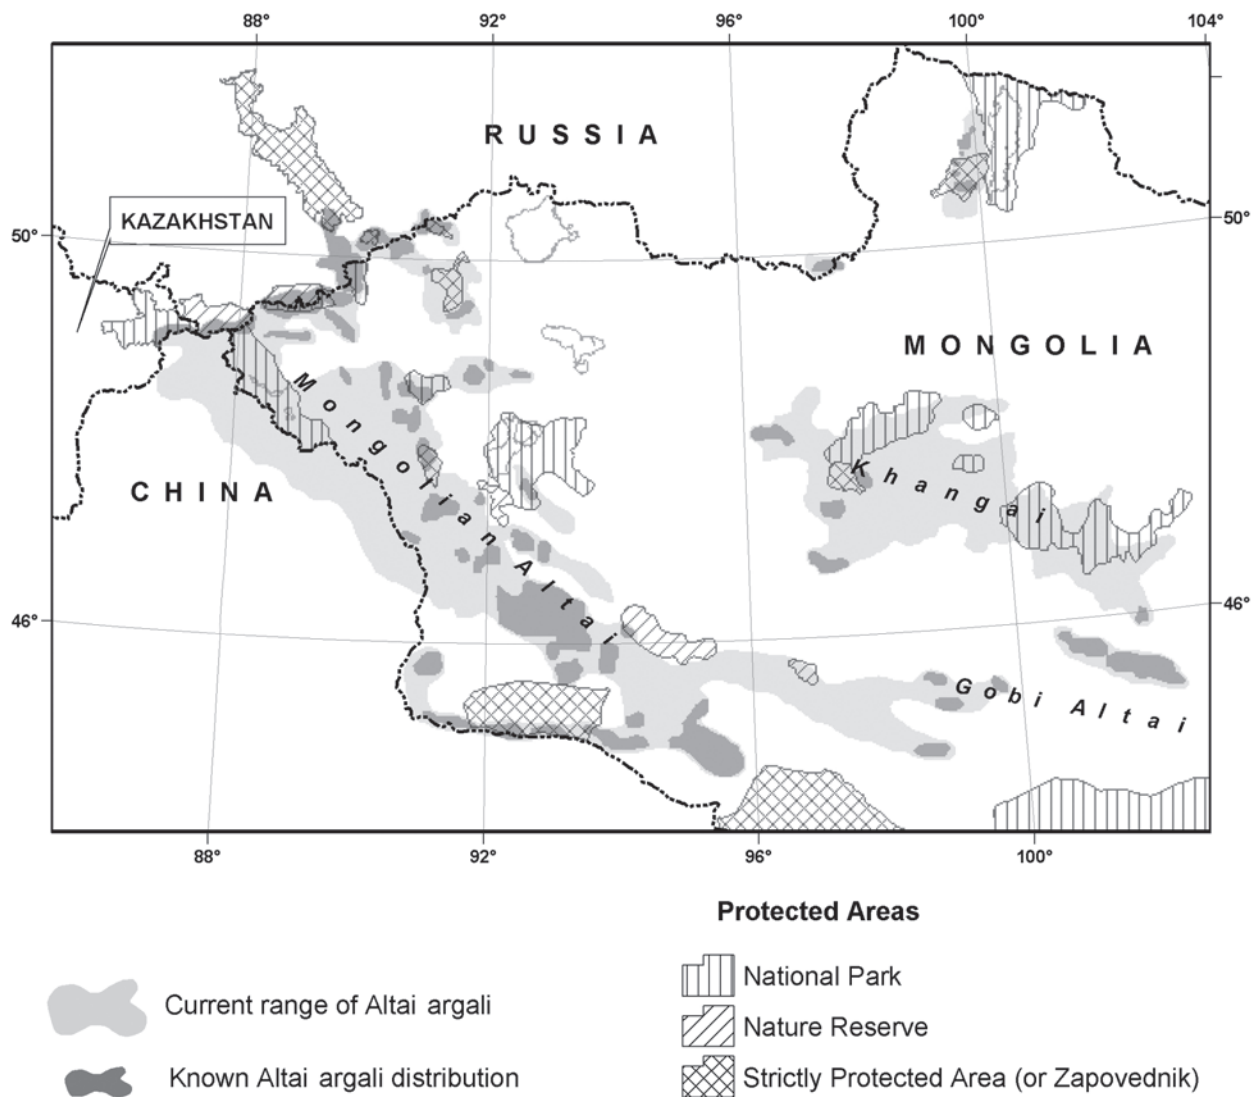 88° 92° 96° 100° 104°
RUSSIA
KAZAKHSTAN
50° 50°
MONGOLIA
Mongolian Altai
CHINA
Khangai
46° 46°
Gobi Altai
88° 92° 96° 100°
Protected Areas
National Park
Current range of Altai argali
Nature Reserve
Known Altai argali distribution
Strictly Protected Area (or Zapovednik)